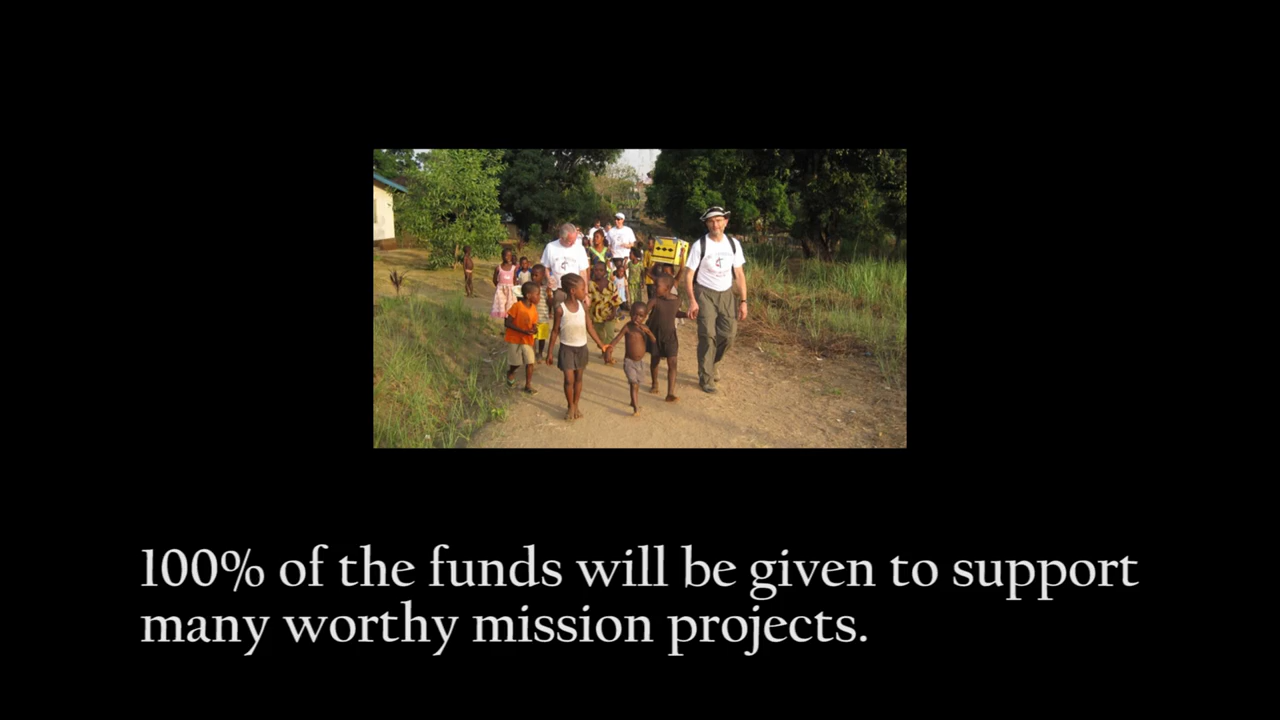 100% of the funds will be given to support
many worthy mission projects.